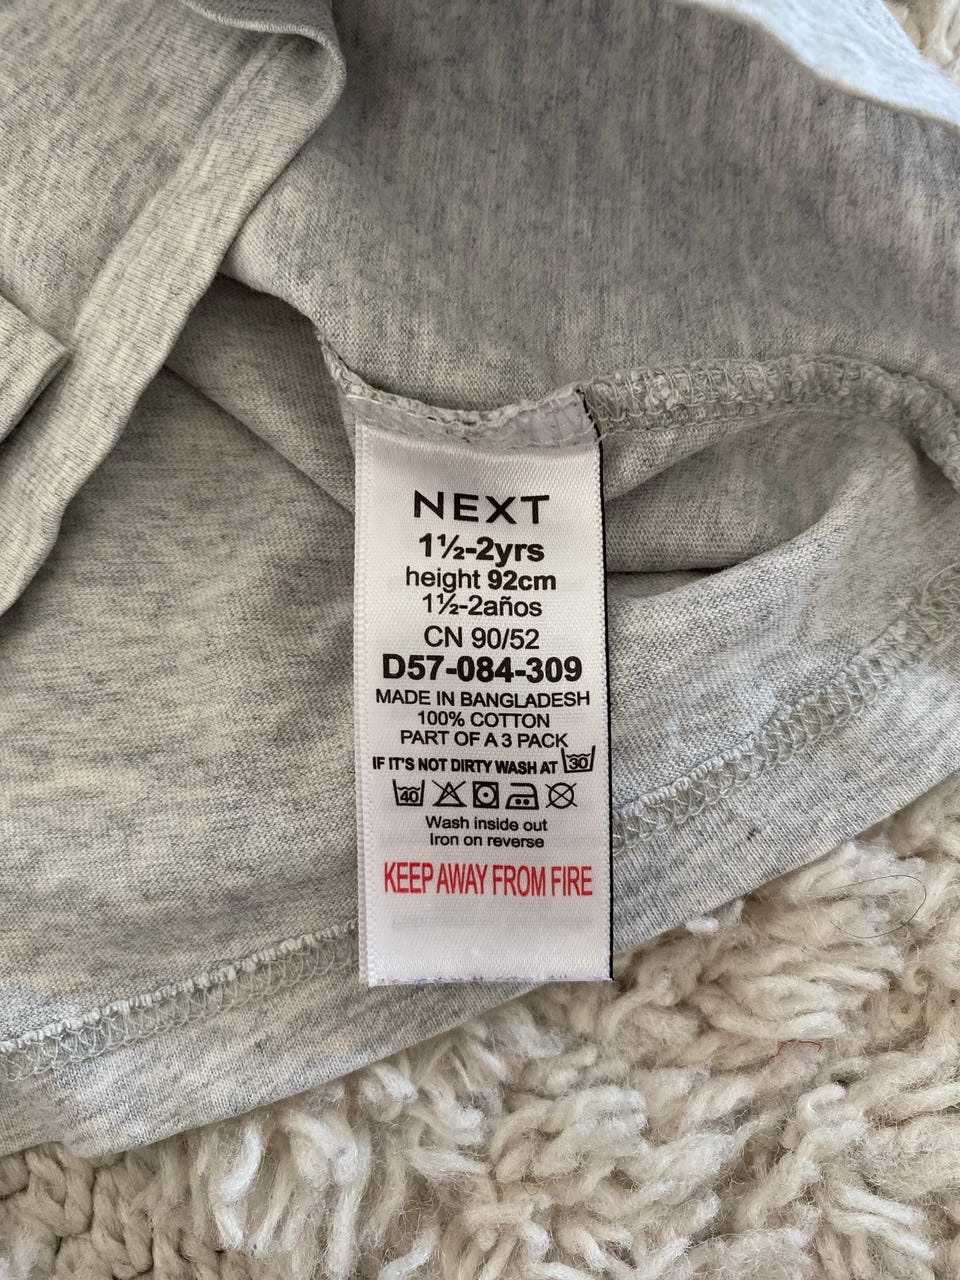 NEXT
1½-2yrs
height 92cm
1½-2años
CN 90/52
D57-084-309
MADE IN BANGLADESH
100% COTTON
PART OF A 3 PACK
IF IT'S NOT DIRTY WASH AT 30
40
Wash inside out
Iron on reverse
KEEP AWAY FROM FIRE